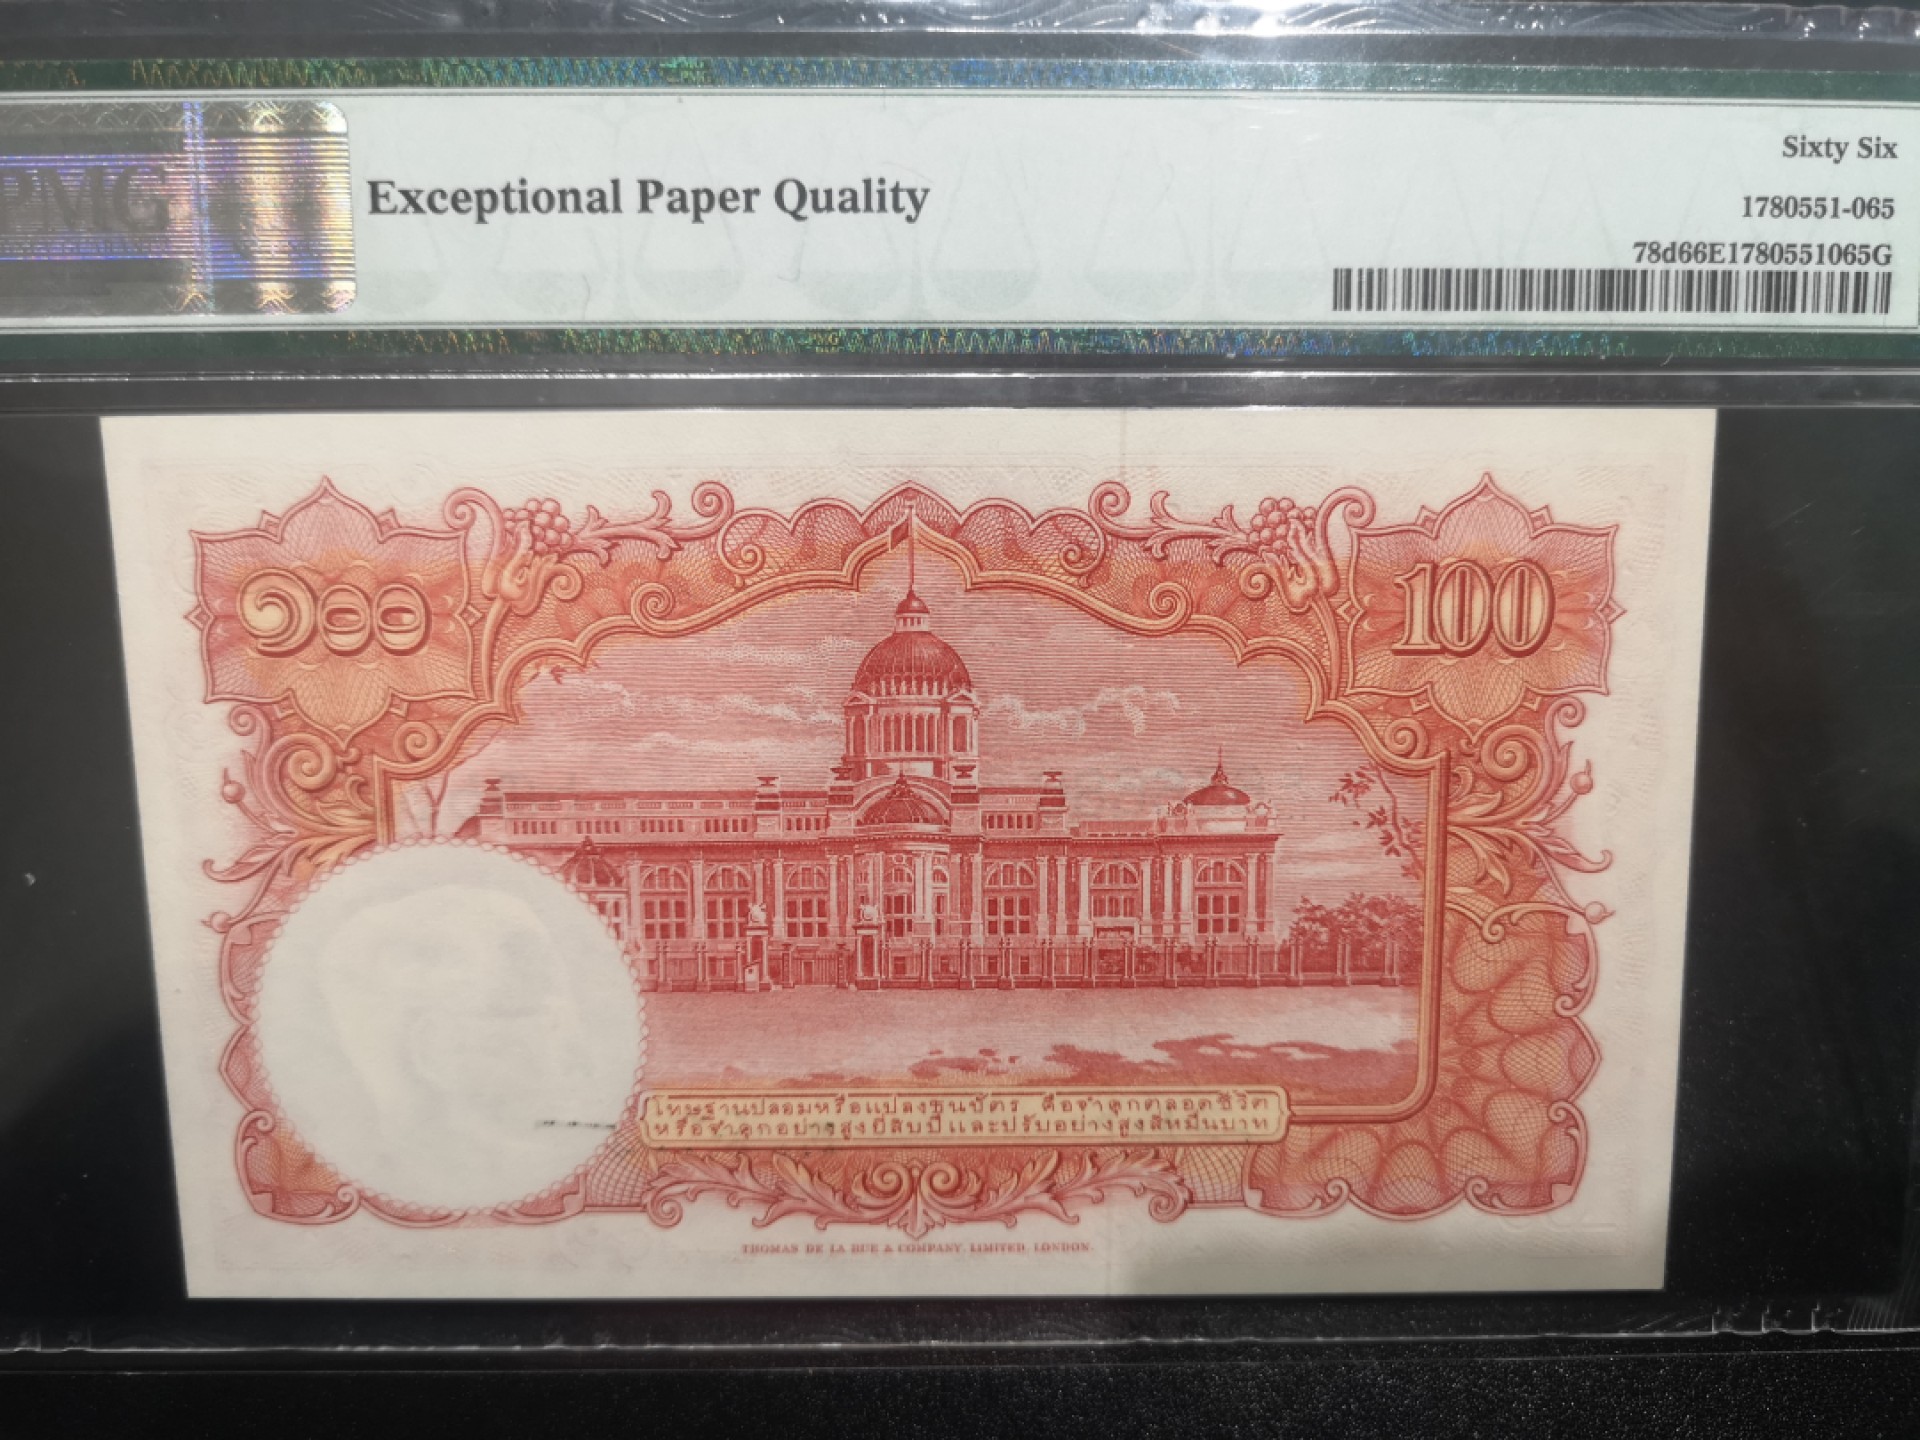 PMG
Exceptional Paper Quality
Sixty Six
1780551-065
78d66E1780551065G
๑๐๐
100
โทษฐานปลอมหรือแปลงธนบัตร คือจำคุกตลอดชีวิต
หรือจำคุกอย่างสูงยี่สิบปีและปรับอย่างสูงสี่หมื่นบาท
THOMAS DE LA RUE & COMPANY, LIMITED, LONDON.